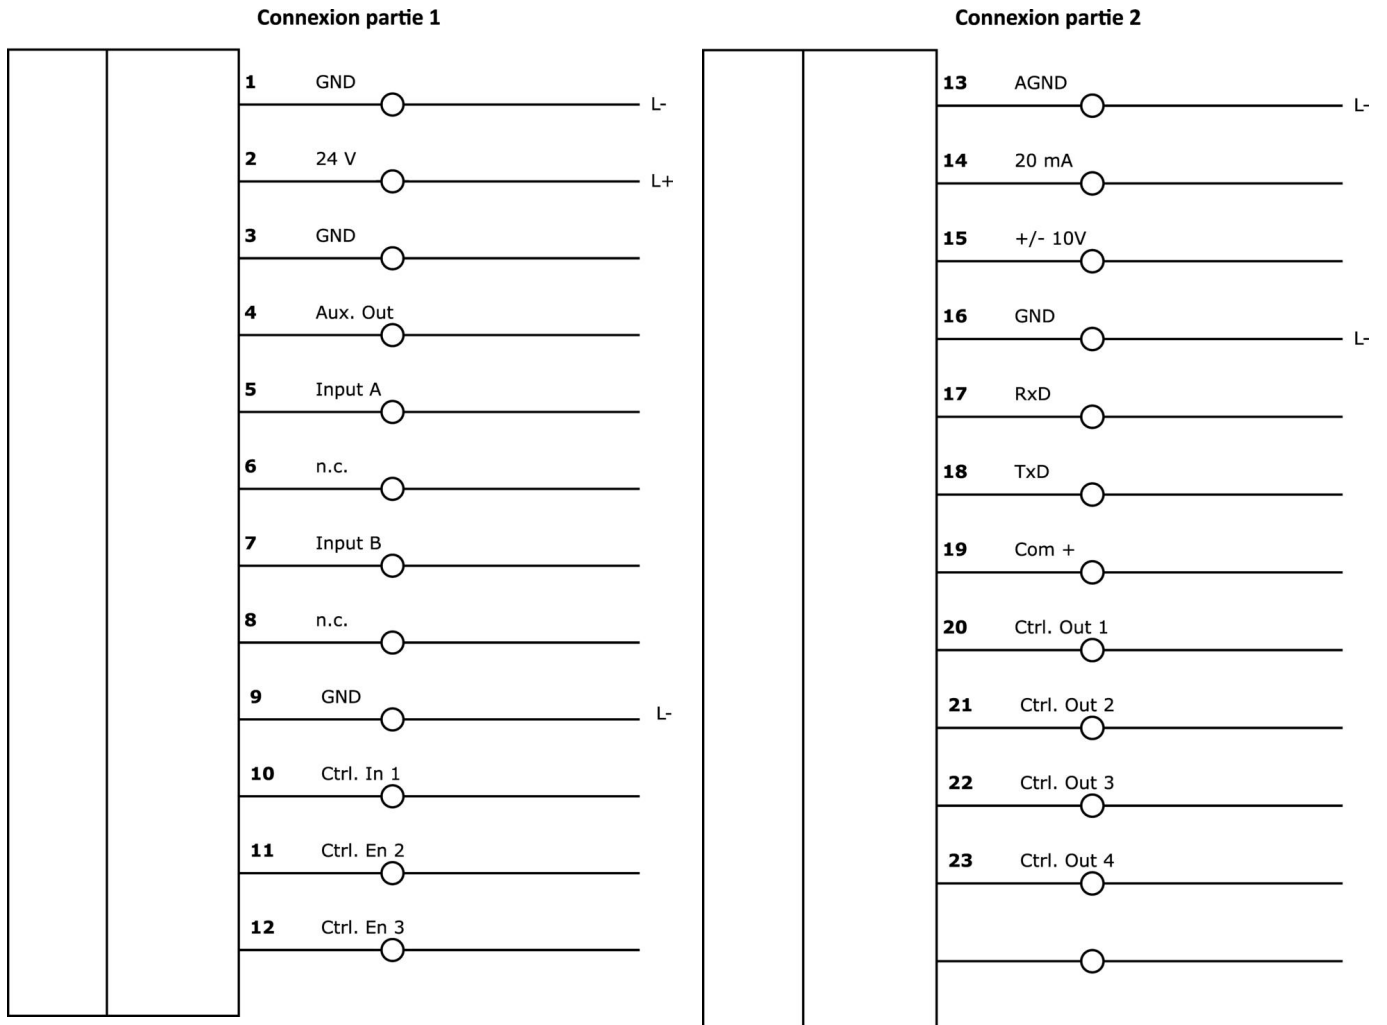 Connexion partie 1
1 GND L-
2 24 V L+
3 GND
4 Aux. Out
5 Input A
6 n.c.
7 Input B
8 n.c.
9 GND L-
10 Ctrl. In 1
11 Ctrl. En 2
12 Ctrl. En 3
Connexion partie 2
13 AGND L-
14 20 mA
15 +/- 10V
16 GND L-
17 RxD
18 TxD
19 Com +
20 Ctrl. Out 1
21 Ctrl. Out 2
22 Ctrl. Out 3
23 Ctrl. Out 4